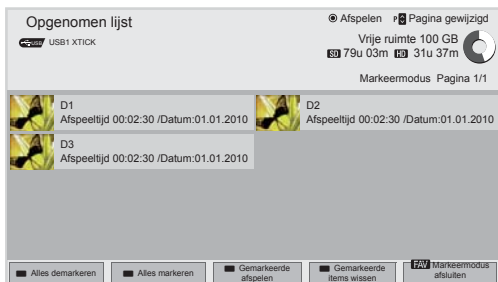 Opgenomen lijst
Afspelen P Pagina gewijzigd
USB USB1 XTICK
Vrije ruimte 100 GB
SD 79u 03m HD 31u 37m
Markeermodus Pagina 1/1
D1
Afspeeltijd 00:02:30 /Datum:01.01.2010
D2
Afspeeltijd 00:02:30 /Datum:01.01.2010
D3
Afspeeltijd 00:02:30 /Datum:01.01.2010
Alles demarkeren
Alles markeren
Gemarkeerde
afspelen
Gemarkeerde
items wissen
FAV Markeermodus
afsluiten